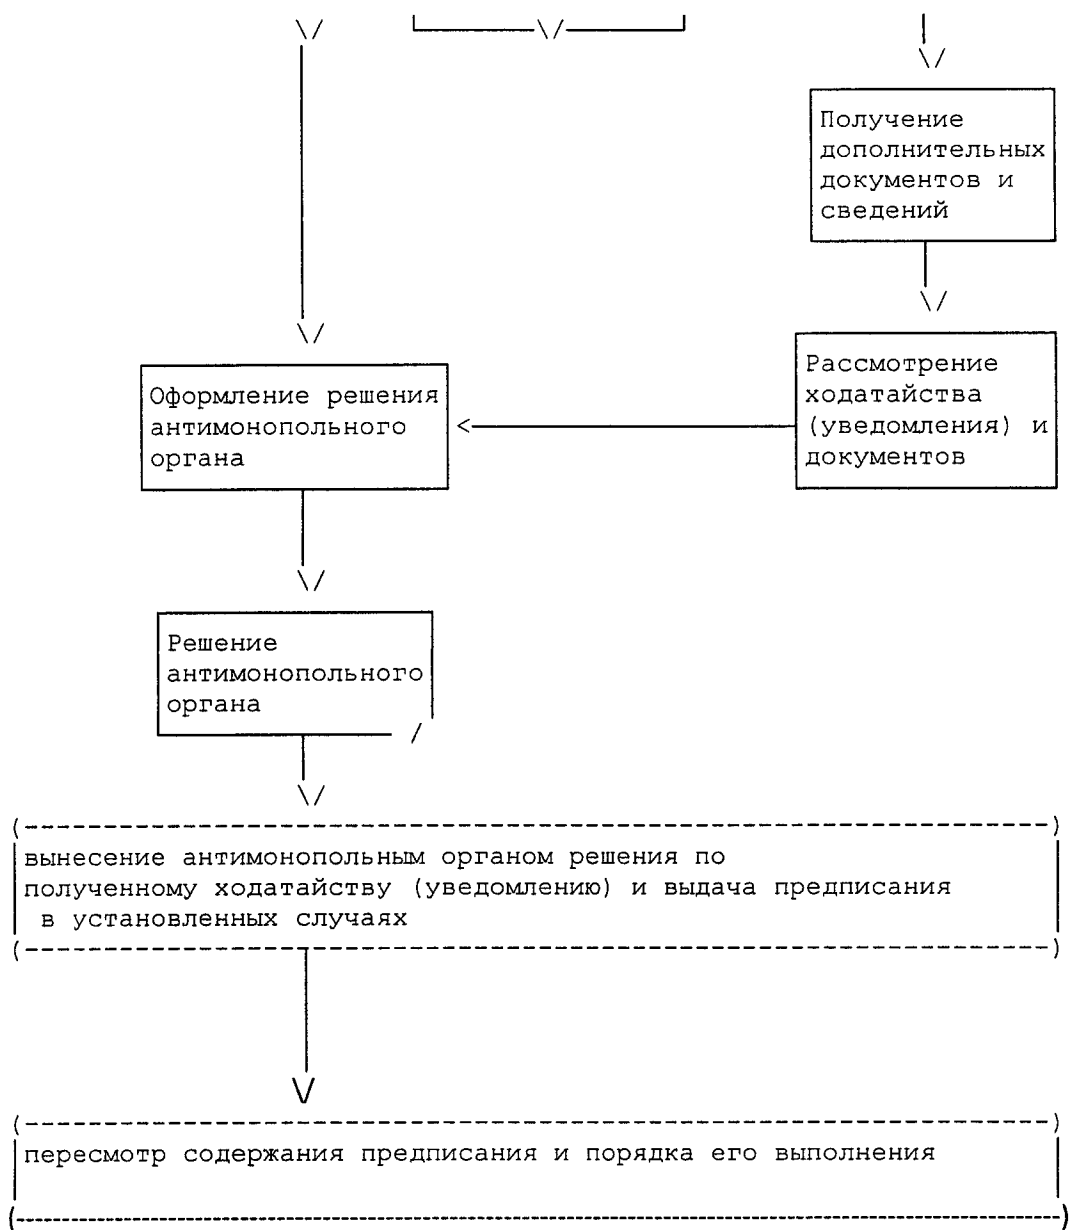 Получение
дополнительных
документов и
сведений
Рассмотрение
ходатайства
(уведомления) и
документов
Оформление решения
антимонопольного
органа
Решение
антимонопольного
органа
вынесение антимонопольным органом решения по
полученному ходатайству (уведомлению) и выдача предписания
в установленных случаях
пересмотр содержания предписания и порядка его выполнения